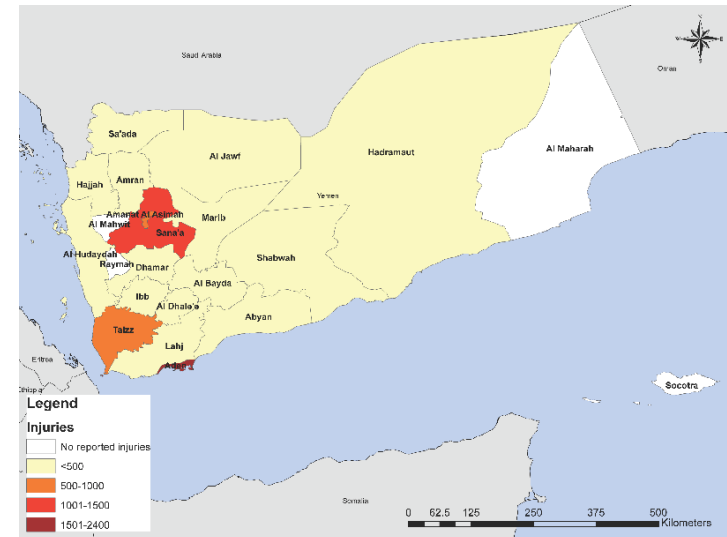 Saudi Arabia
Oman
Sa'ada
Al Jawf
Hadramaut
Al Maharah
Hajjah
Amran
Yemen
Amanat Al Asimah
Al Mahwit
Marib
Sana'a
Al Hudaydah
Raymah
Dhamar
Shabwah
Al Bayda
Ibb
Al Dhale'e
Abyan
Taizz
Lahj
Aden
Eritrea
Ethiopia
Socotra
Somalia
Legend
Injuries
No reported injuries
<500
500-1000
1001-1500
1501-2400
0 62.5 125 250 375 500
Kilometers
N
W
E
S